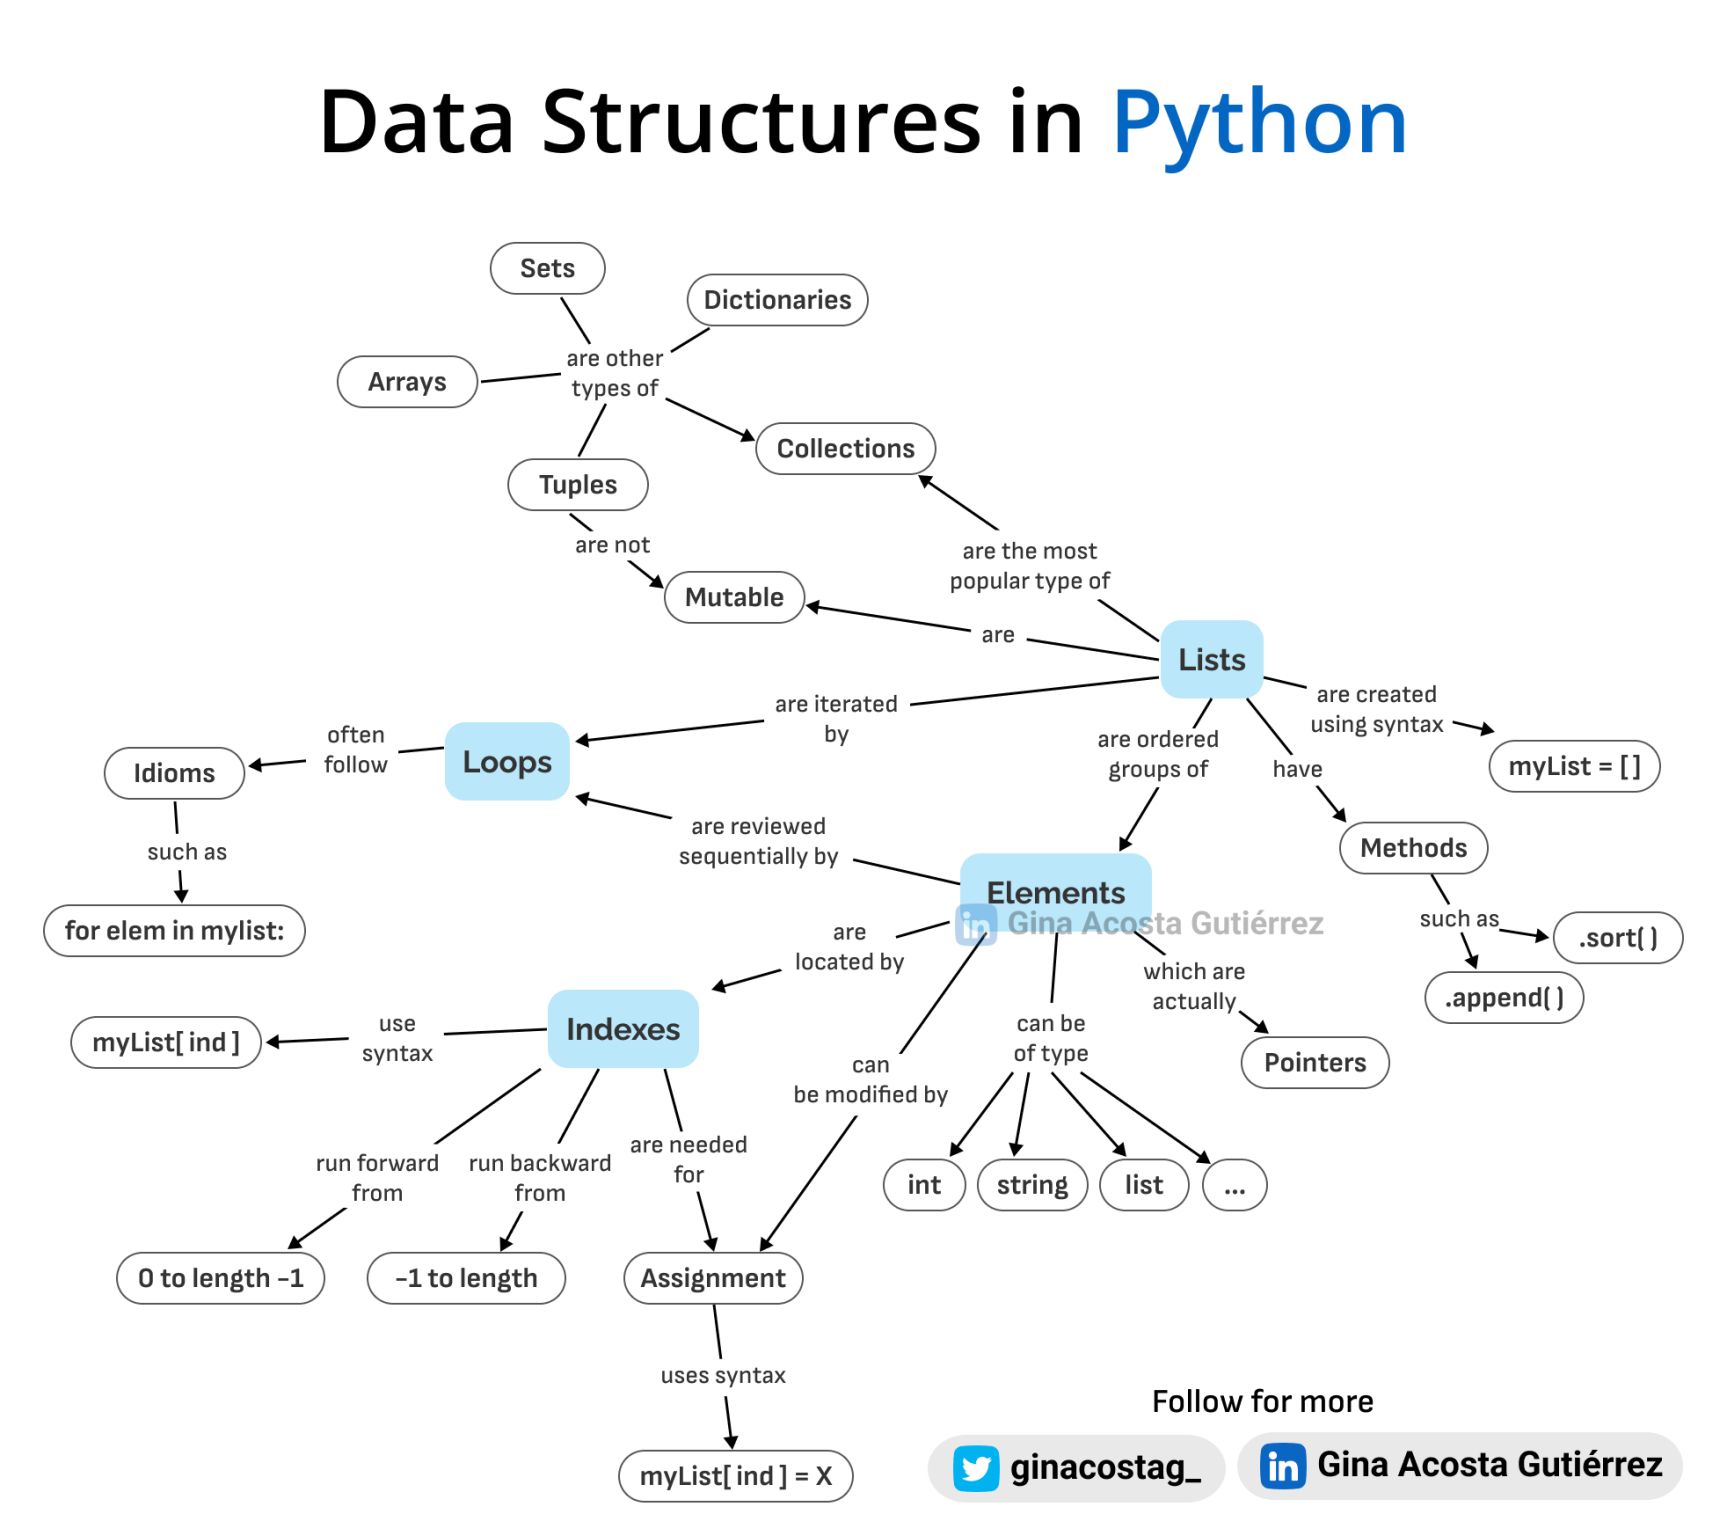 Data Structures in Python
Sets
Dictionaries
are other
types of
Arrays
Collections
Tuples
are not
Mutable
are the most
popular type of
are
Lists
are created
using syntax
myList = [ ]
are iterated
by
often
follow
Loops
Idioms
such as
for elem in mylist:
are ordered
groups of
have
Methods
such as
.sort( )
.append( )
are reviewed
sequentially by
Elements
Gina Acosta Gutiérrez
are
located by
which are
actually
Pointers
can be
of type
int
string
list
...
can
be modified by
Indexes
use
syntax
myList[ ind ]
run forward
from
run backward
from
are needed
for
0 to length -1
-1 to length
Assignment
uses syntax
myList[ ind ] = X
Follow for more
ginacostag_
Gina Acosta Gutiérrez